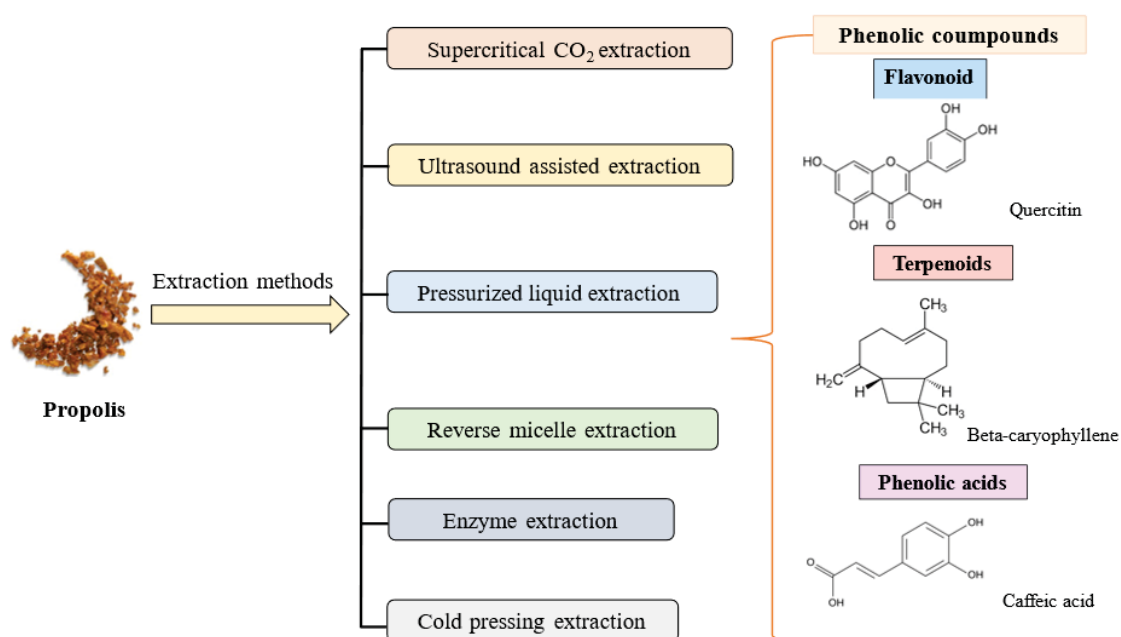 Propolis
Extraction methods
Supercritical CO₂ extraction
Ultrasound assisted extraction
Pressurized liquid extraction
Reverse micelle extraction
Enzyme extraction
Cold pressing extraction
Phenolic coumpounds
Flavonoid
OH
OH
HO
O
OH
OH
O
Quercitin
Terpenoids
CH₃
H₂C
H
H
CH₃
CH₃
Beta-caryophyllene
Phenolic acids
OH
O
OH
OH
Caffeic acid